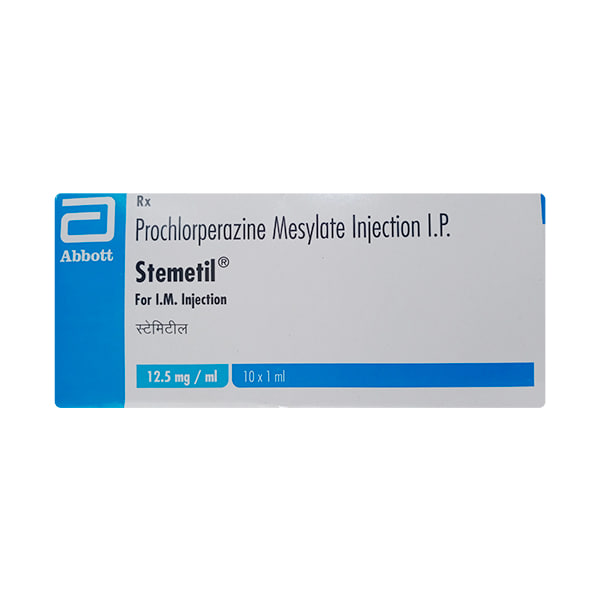 Abbott
Rx
Prochlorperazine Mesylate Injection I.P.
Stemetil®
For I.M. Injection
स्टेमिटील
12.5 mg / ml 10 x 1 ml